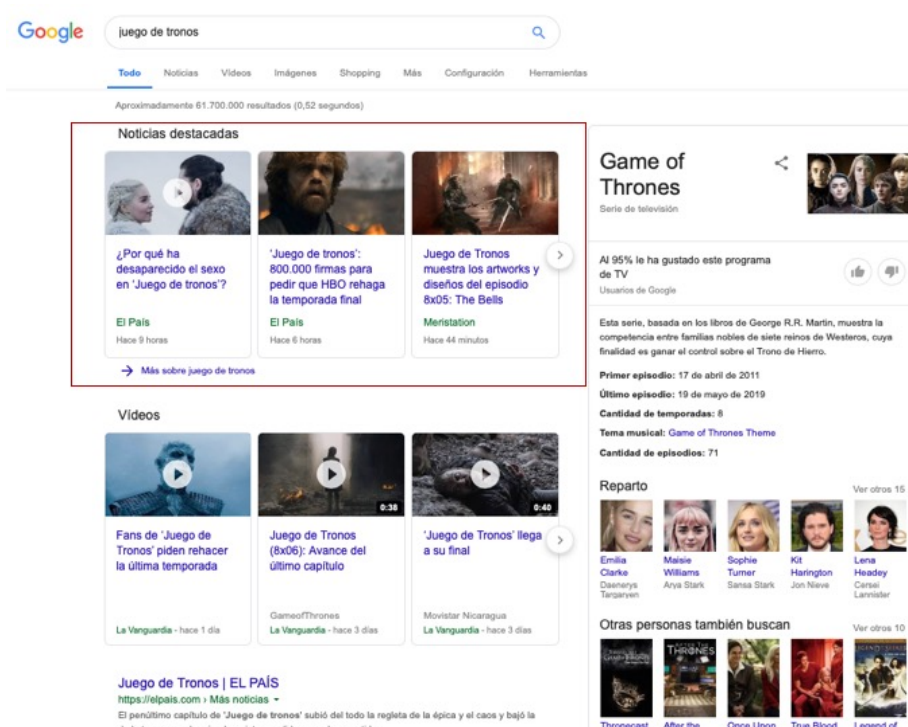 Google
juego de tronos
Todo Noticias Vídeos Imágenes Shopping Más Configuración Herramientas
Aproximadamente 61.700.000 resultados (0,52 segundos)
Noticias destacadas
¿Por qué ha
desaparecido el sexo
en 'Juego de tronos'?
El País
Hace 9 horas
'Juego de tronos':
800.000 firmas para
pedir que HBO rehaga
la temporada final
El País
Hace 6 horas
Juego de Tronos
muestra los artworks y
diseños del episodio
8x05: The Bells
Meristation
Hace 44 minutos
Más sobre juego de tronos
Vídeos
Fans de 'Juego de
Tronos' piden rehacer
la última temporada
La Vanguardia - hace 1 día
0:38
Juego de Tronos
(8x06): Avance del
último capítulo
GameofThrones
La Vanguardia - hace 3 días
0:40
'Juego de Tronos' llega
a su final
Movistar Nicaragua
La Vanguardia - hace 3 días
Juego de Tronos | EL PAÍS
https://elpais.com › Más noticias
El penúltimo capítulo de 'Juego de tronos' subió del todo la regleta de la épica y el caos y bajó la
Game of
Thrones
Serie de televisión
Al 95% le ha gustado este programa
de TV
Usuarios de Google
Esta serie, basada en los libros de George R.R. Martin, muestra la
competencia entre familias nobles de siete reinos de Westeros, cuya
finalidad es ganar el control sobre el Trono de Hierro.
Primer episodio: 17 de abril de 2011
Último episodio: 19 de mayo de 2019
Cantidad de temporadas: 8
Tema musical: Game of Thrones Theme
Cantidad de episodios: 71
Reparto
Ver otros 15
Emilia
Clarke
Daenerys
Targaryen
Maisie
Williams
Arya Stark
Sophie
Turner
Sansa Stark
Kit
Harington
Jon Nieve
Lena
Headey
Cersei
Lannister
Otras personas también buscan
Ver otros 10
THRONES
Thronecast After the Once Upon True Blood Legend of